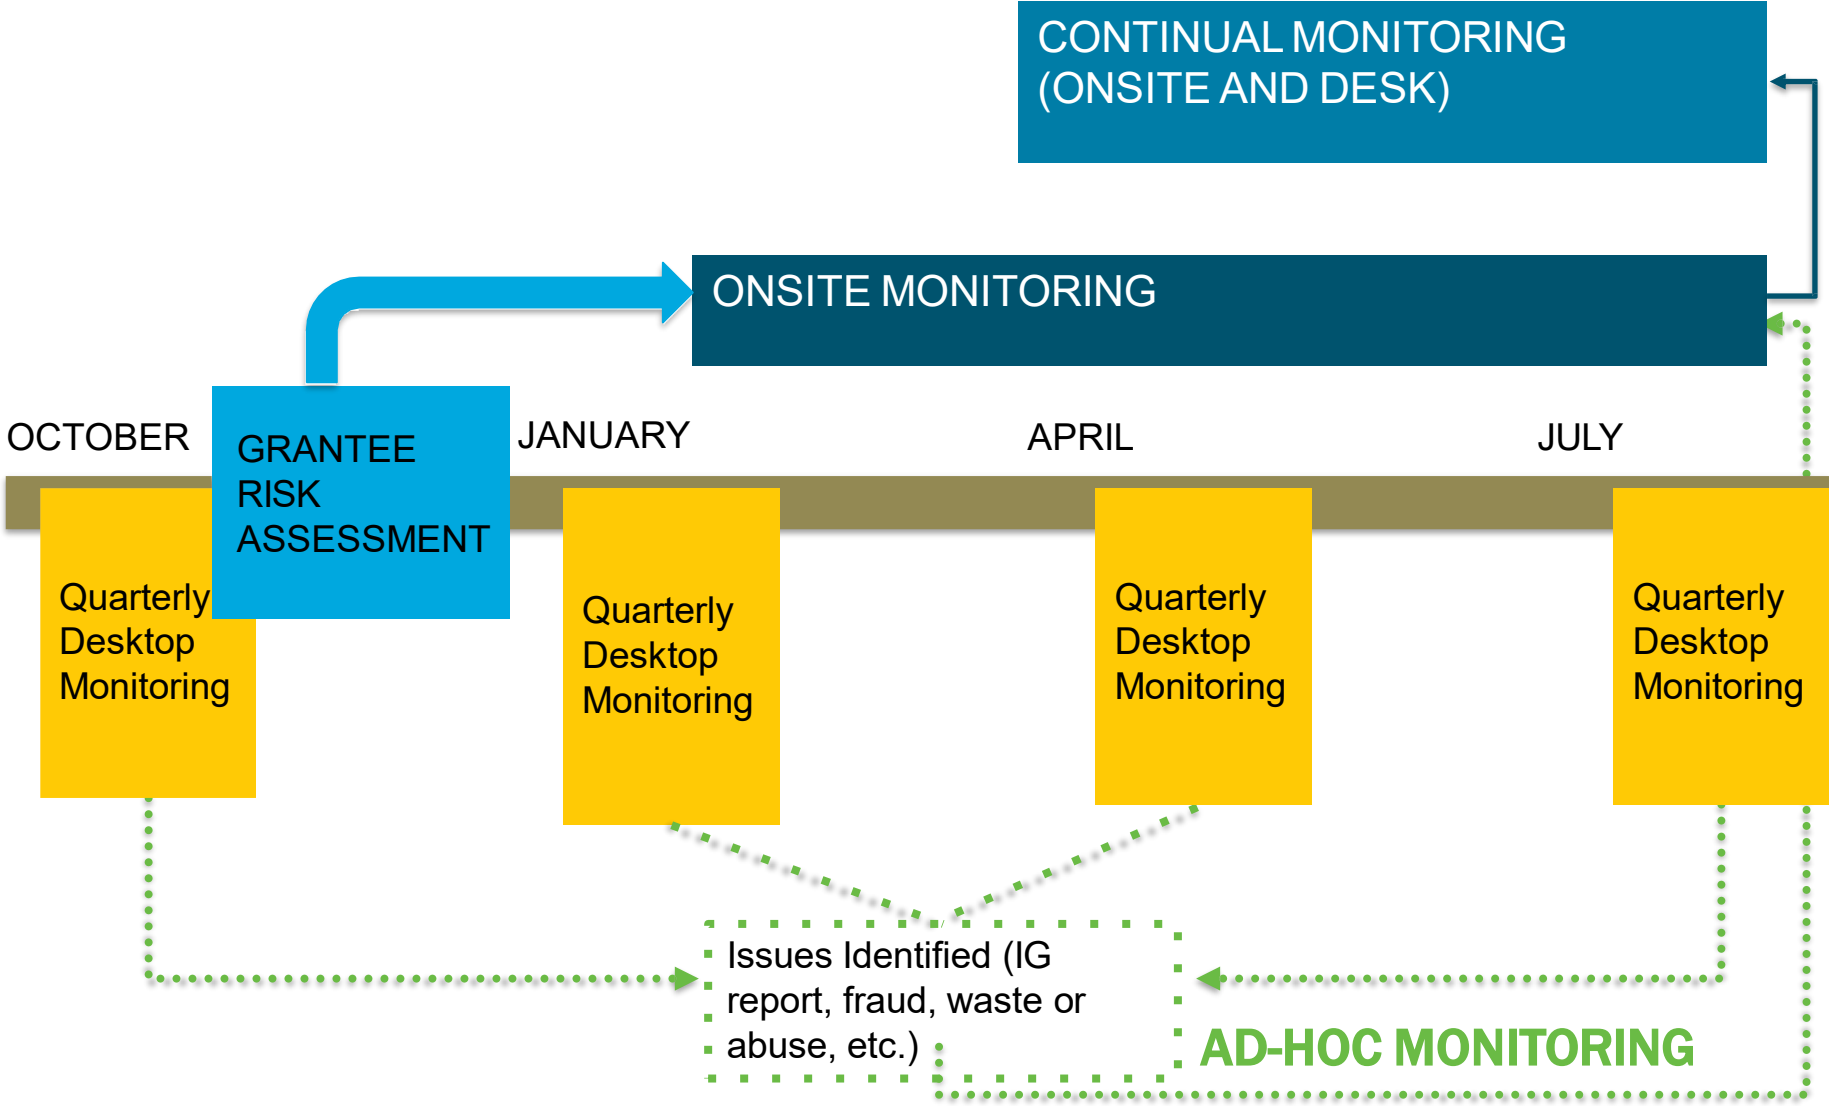 CONTINUAL MONITORING
(ONSITE AND DESK)
ONSITE MONITORING
OCTOBER
JANUARY
APRIL
JULY
GRANTEE
RISK
ASSESSMENT
Quarterly
Desktop
Monitoring
Quarterly
Desktop
Monitoring
Quarterly
Desktop
Monitoring
Quarterly
Desktop
Monitoring
Issues Identified (IG
report, fraud, waste or
abuse, etc.)
AD-HOC MONITORING